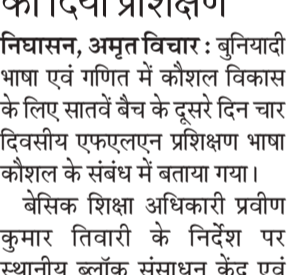 को दिया प्रशिक्षण
निघासन, अमृत विचार : बुनियादी
भाषा एवं गणित में कौशल विकास
के लिए सातवें बैच के दूसरे दिन चार
दिवसीय एफएलएन प्रशिक्षण भाषा
कौशल के संबंध में बताया गया।
बेसिक शिक्षा अधिकारी प्रवीण
कुमार तिवारी के निर्देश पर
स्थानीय ब्लॉक संसाधन केंद्र एवं